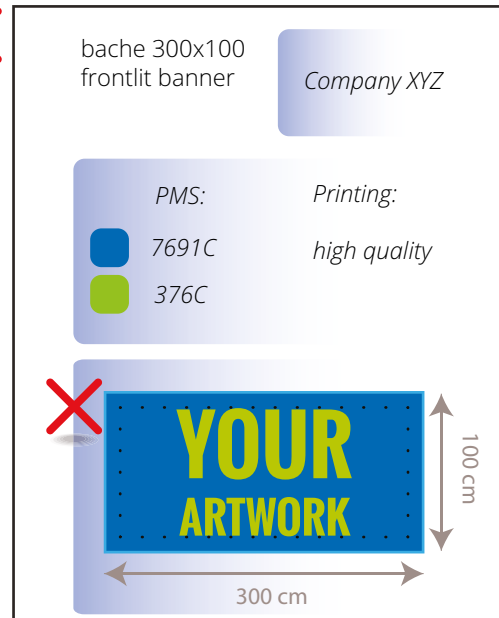 bache 300x100
frontlit banner
Company XYZ
PMS:
Printing:
7691C
high quality
376C
YOUR
ARTWORK
100 cm
300 cm